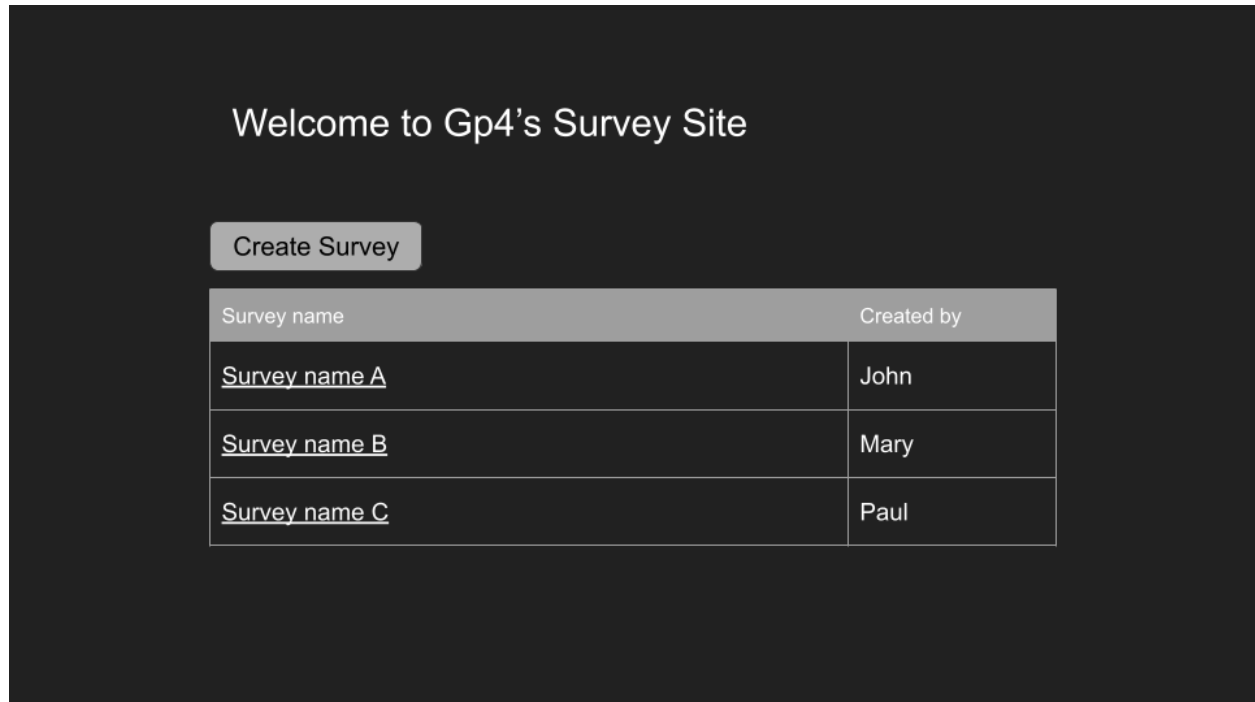 Welcome to Gp4’s Survey Site
Create Survey
Survey name Created by
Survey name A John
Survey name B Mary
Survey name C Paul